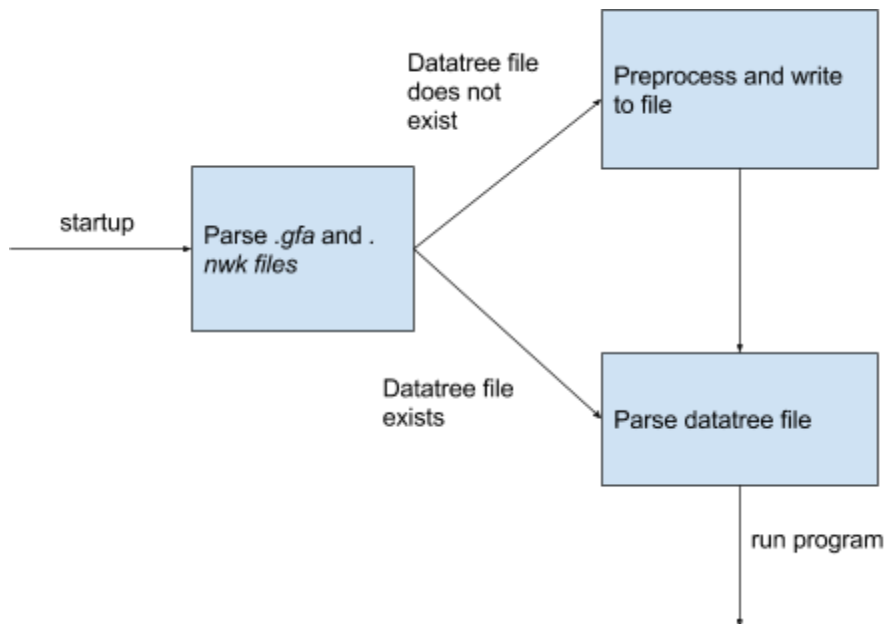 Datatree file
does not
exist
Preprocess and write
to file
startup
Parse .gfa and .
nwk files
Datatree file
exists
Parse datatree file
run program